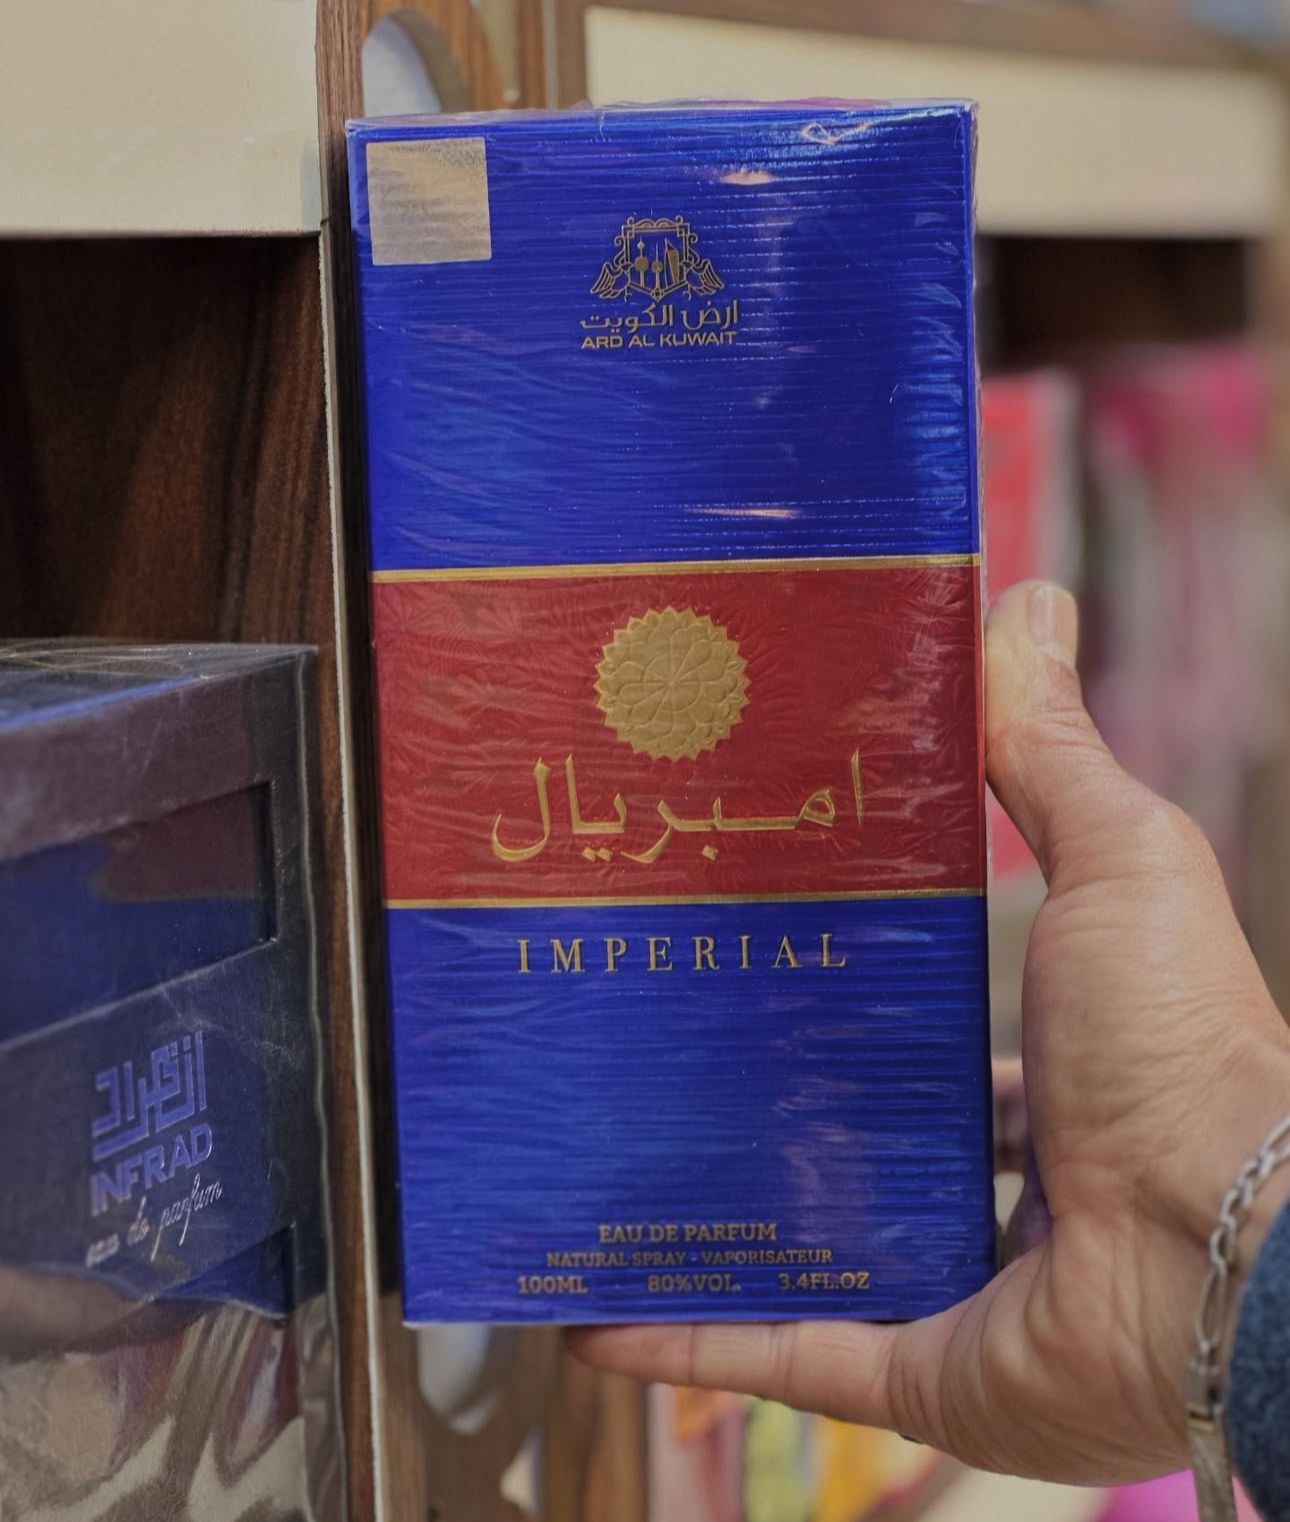 ارض الكويت
ARD AL KUWAIT
امبريال
IMPERIAL
EAU DE PARFUM
NATURAL SPRAY - VAPORISATEUR
100ML 80%VOL. 3.4FL.OZ
انفراد
INFRAD
de parfum